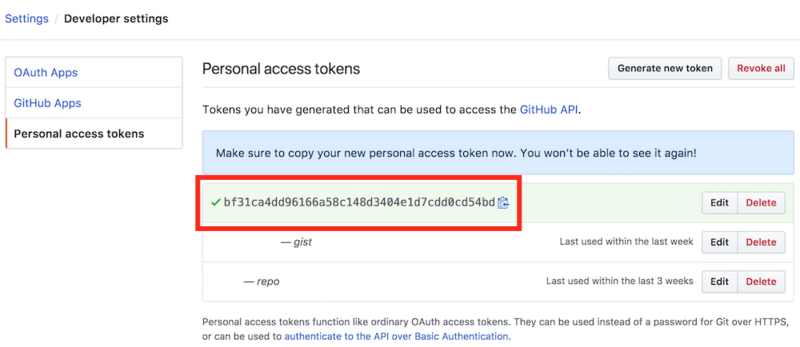 Settings / Developer settings
OAuth Apps
GitHub Apps
Personal access tokens
Personal access tokens
Generate new token
Revoke all
Tokens you have generated that can be used to access the GitHub API.
Make sure to copy your new personal access token now. You won't be able to see it again!
bf31ca4dd96166a58c148d3404e1d7cdd0cd54bd
Edit
Delete
— gist
Last used within the last week
Edit
Delete
— repo
Last used within the last 3 weeks
Edit
Delete
Personal access tokens function like ordinary OAuth access tokens. They can be used instead of a password for Git over HTTPS,
or can be used to authenticate to the API over Basic Authentication.